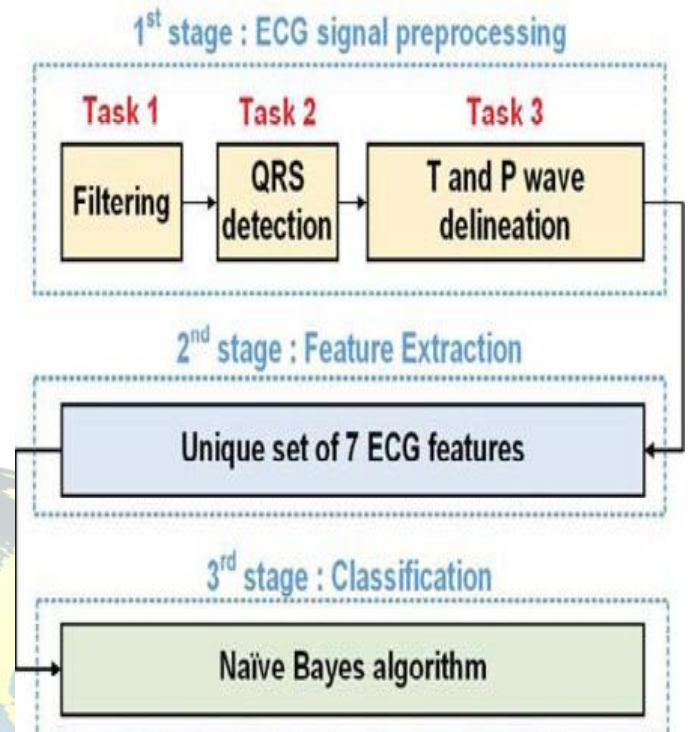 1st stage : ECG signal preprocessing
Task 1
Task 2
Task 3
Filtering
QRS
detection
T and P wave
delineation
2nd stage : Feature Extraction
Unique set of 7 ECG features
3rd stage : Classification
Naïve Bayes algorithm